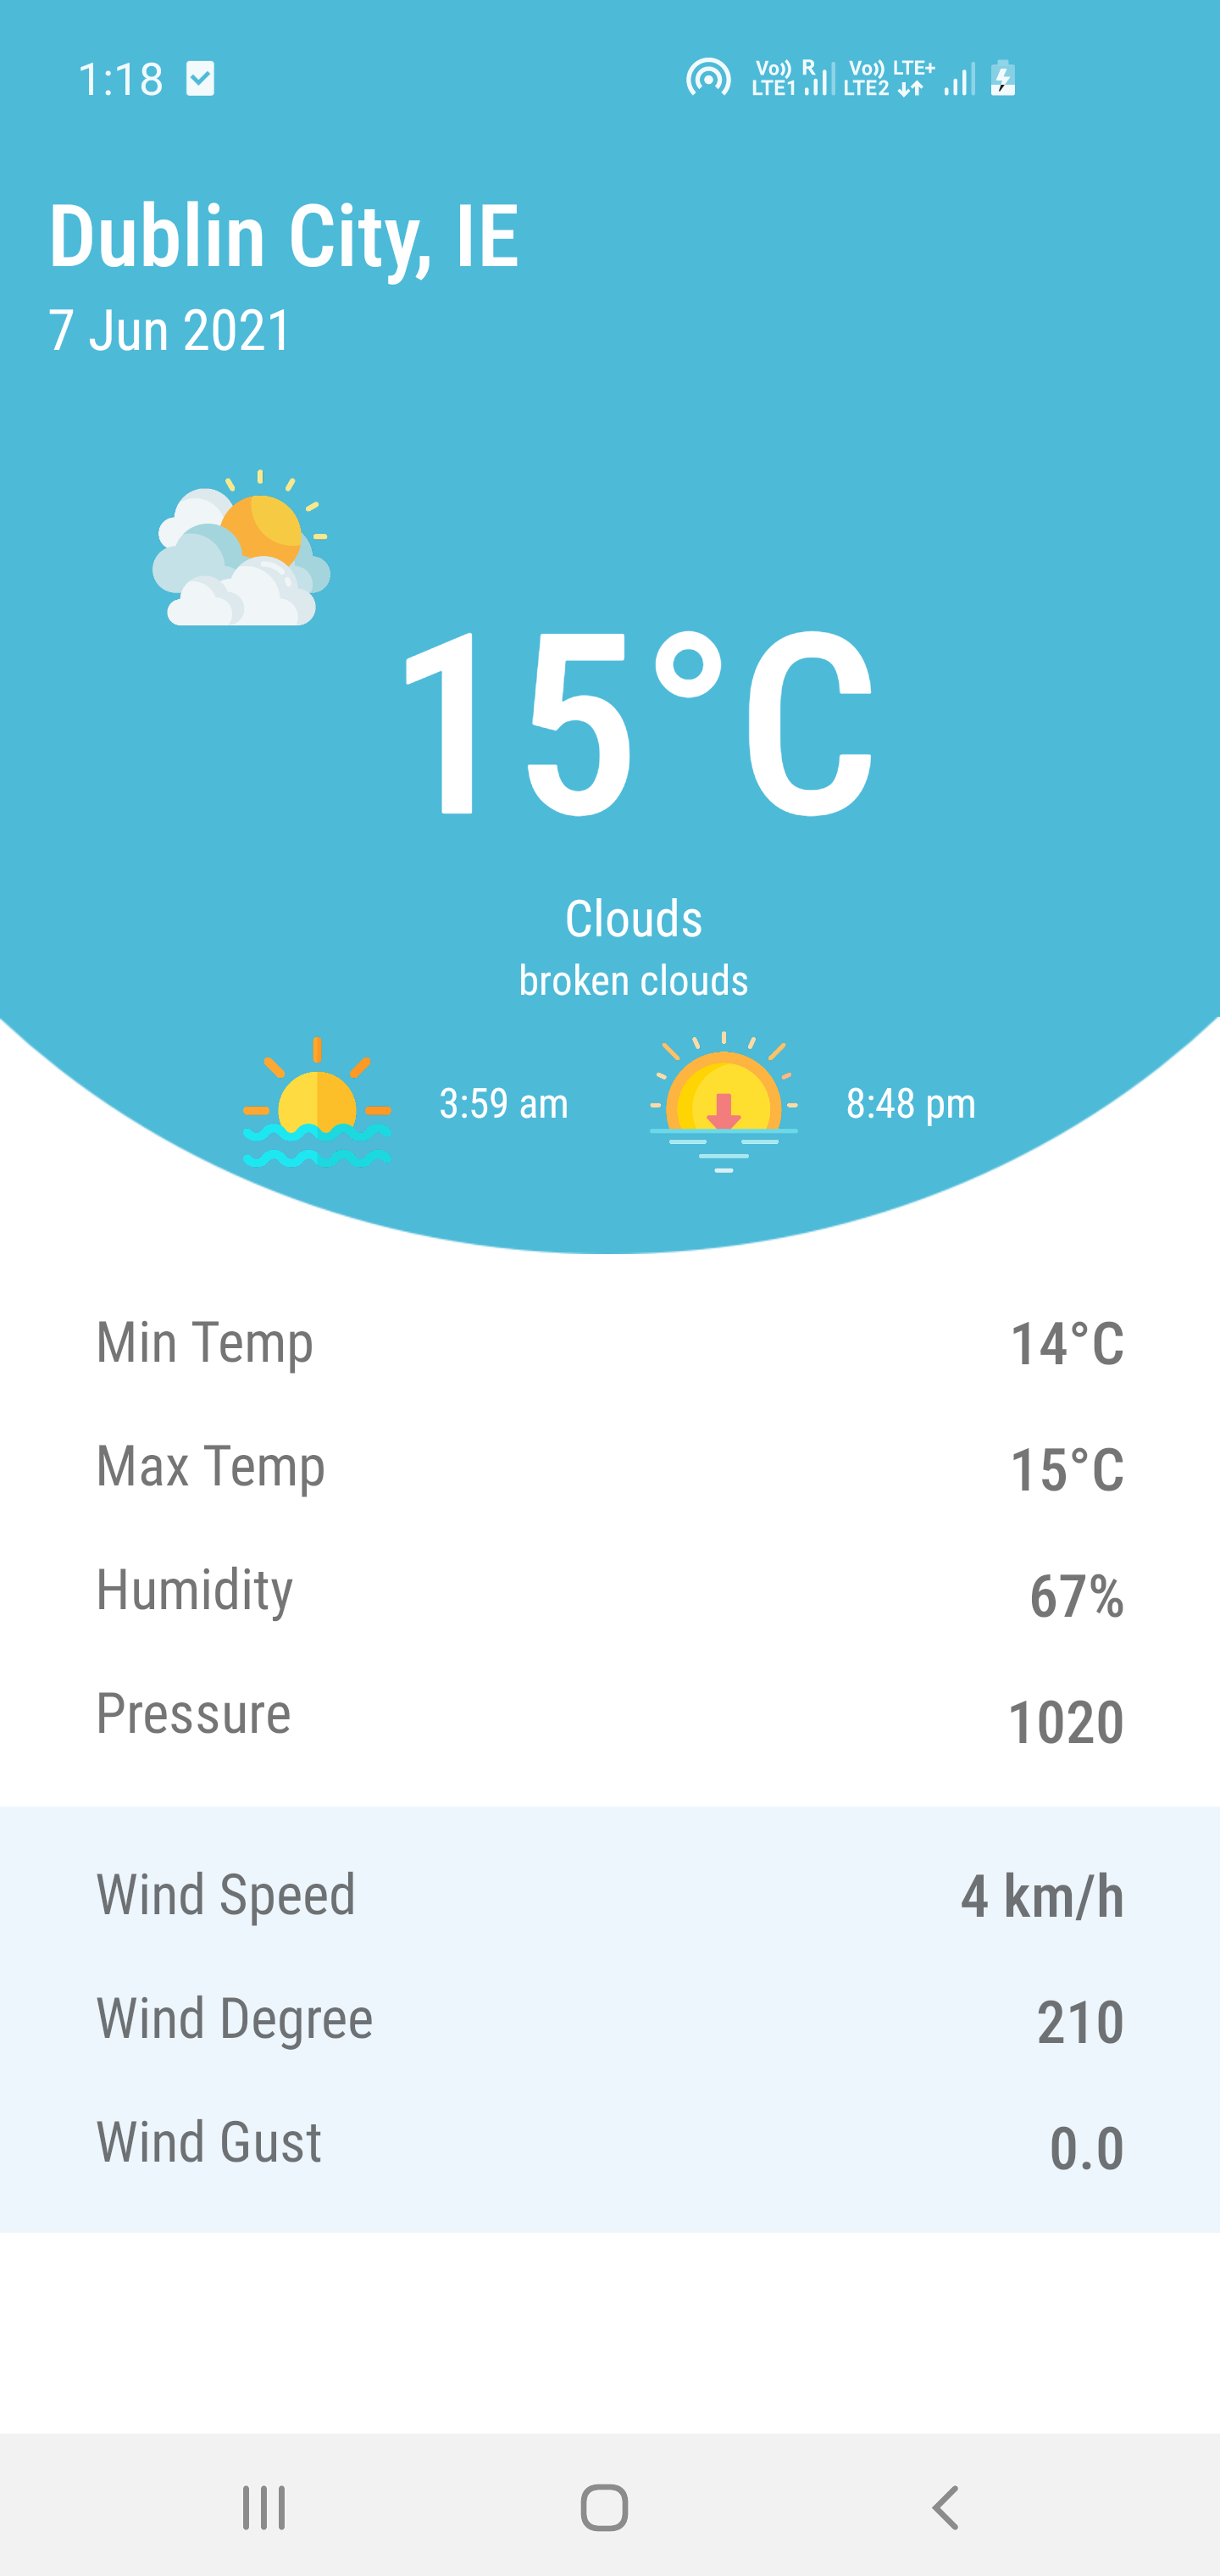 1:18 Vo)) R Vo)) LTE+
LTE1 LTE2
Dublin City, IE
7 Jun 2021
15°C
Clouds
broken clouds
3:59 am 8:48 pm
Min Temp 14°C
Max Temp 15°C
Humidity 67%
Pressure 1020
Wind Speed 4 km/h
Wind Degree 210
Wind Gust 0.0